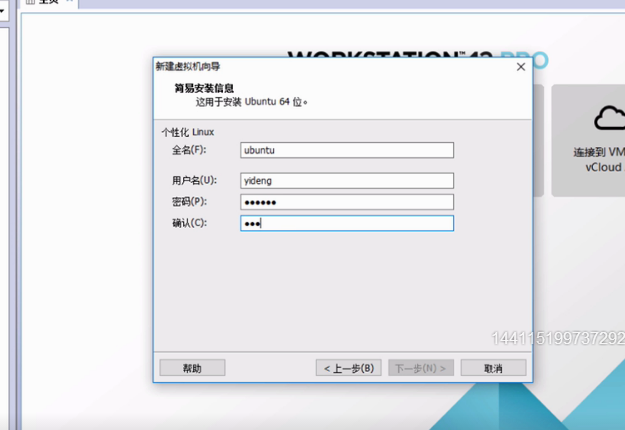 主页
WORKSTATION™ 12 PRO
新建虚拟机向导
简易安装信息
这用于安装 Ubuntu 64 位。
个性化 Linux
全名(F):
ubuntu
用户名(U):
yideng
密码(P):
●●●●●●
确认(C):
●●●
连接到 VM
vCloud
帮助
< 上一步(B)
下一步(N) >
取消
144115199737292